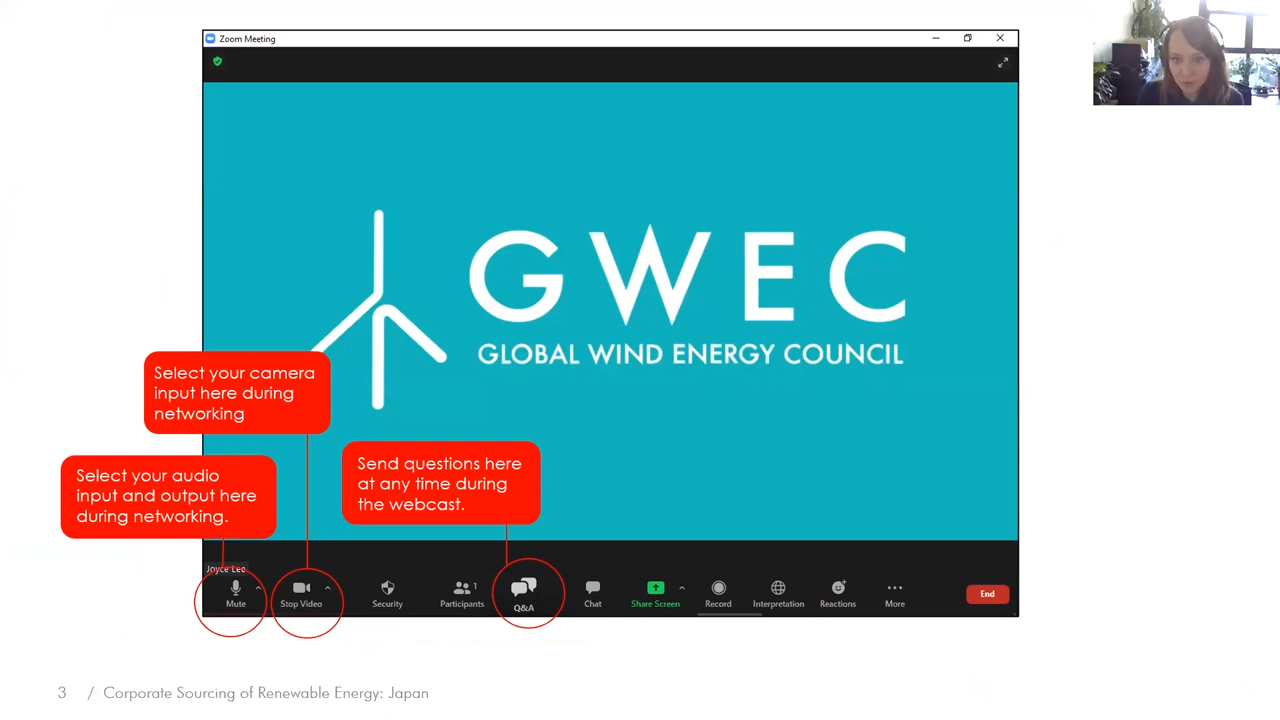 Zoom Meeting
GWEC
GLOBAL WIND ENERGY COUNCIL
Select your camera
input here during
networking
Select your audio
input and output here
during networking.
Send questions here
at any time during
the webcast.
Joyce Lee
Mute
Stop Video
Security
Participants
1
Q&A
Chat
Share Screen
Record
Interpretation
Reactions
More
End
3 / Corporate Sourcing of Renewable Energy: Japan